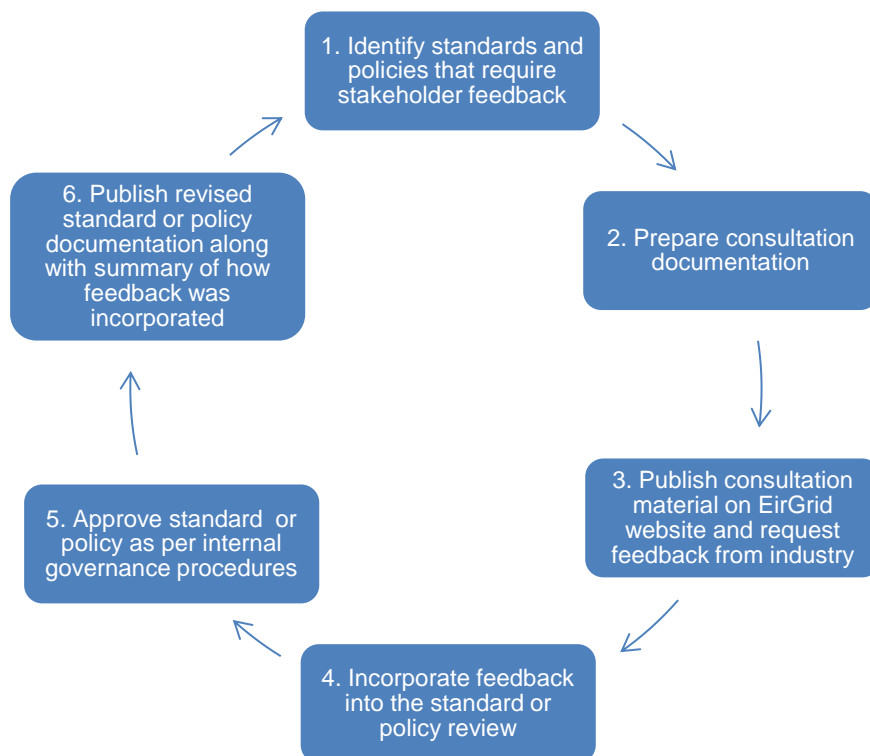 1. Identify standards and
policies that require
stakeholder feedback
2. Prepare consultation
documentation
3. Publish consultation
material on EirGrid
website and request
feedback from industry
4. Incorporate feedback
into the standard or
policy review
5. Approve standard or
policy as per internal
governance procedures
6. Publish revised
standard or policy
documentation along
with summary of how
feedback was
incorporated